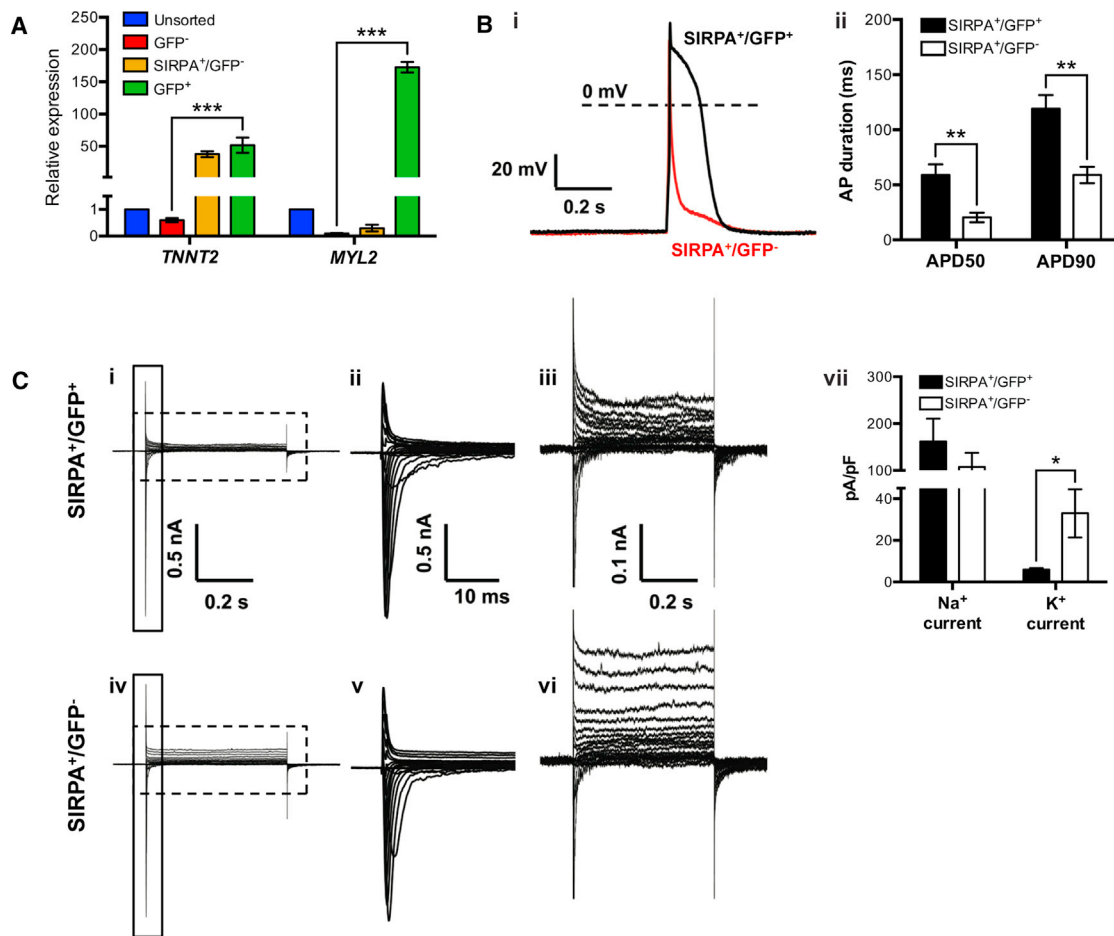 A
Relative expression
250
200
150
100
50
1
0
Unsorted
GFP-
SIRPA+/GFP-
GFP+
***
***
TNNT2
MYL2
B
i
SIRPA+/GFP+
0 mV
20 mV
0.2 s
SIRPA+/GFP-
ii
AP duration (ms)
200
150
100
50
0
SIRPA+/GFP+
SIRPA+/GFP-
**
**
APD50
APD90
C
SIRPA+/GFP+
i
0.5 nA
0.2 s
ii
0.5 nA
10 ms
iii
0.1 nA
0.2 s
SIRPA+/GFP-
iv
v
vi
vii
pA/pF
300
200
100
40
20
0
SIRPA+/GFP+
SIRPA+/GFP-
*
Na+
current
K+
current